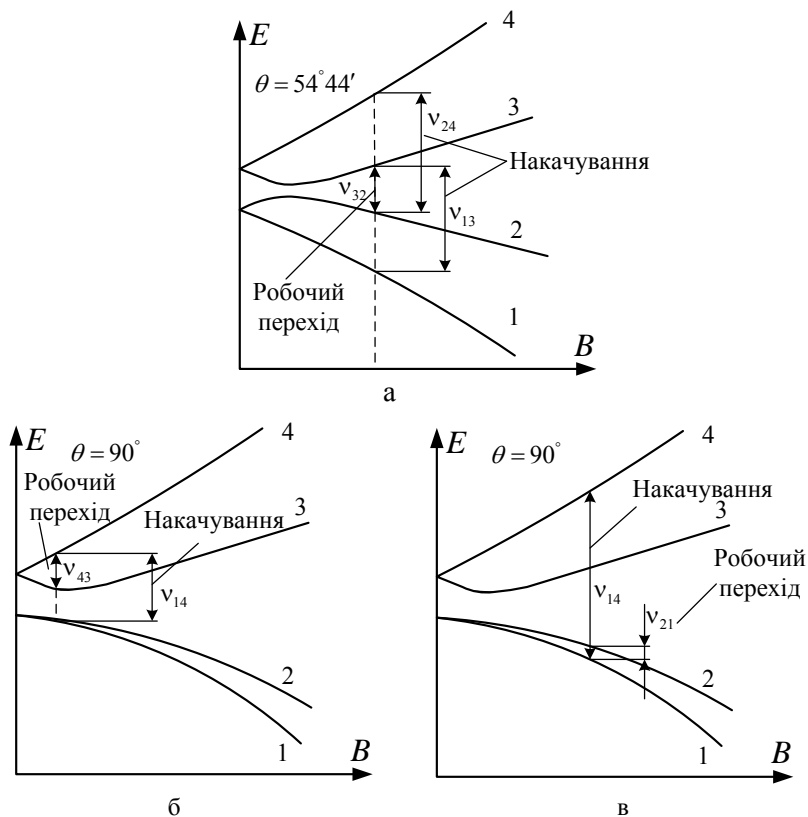 E
4
θ = 54°44′
3
ν24
Накачування
ν32
ν13
2
Робочий
перехід
1
B
а
E
θ = 90°
4
Робочий
перехід
Накачування
3
ν43
ν14
2
1
B
б
E
θ = 90°
4
Накачування
3
Робочий
перехід
ν14
ν21
2
1
B
в